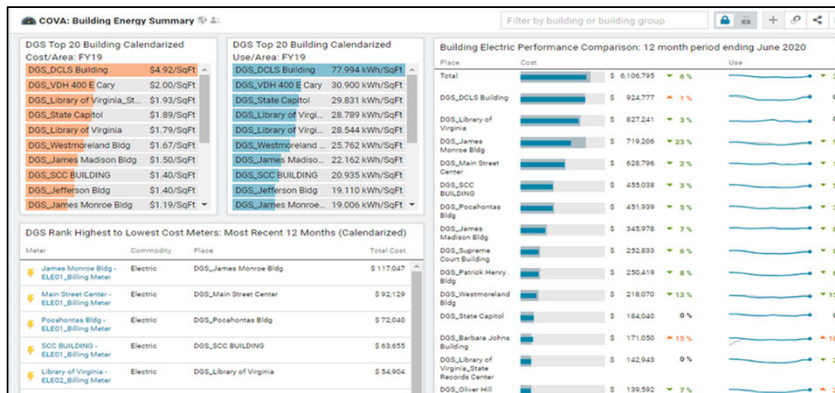 COVA: Building Energy Summary
Filter by building or building group
DGS Top 20 Building Calendarized
Cost/Area: FY19
DGS_DCLS Building $4.92/SqFt
DGS_VDH 400 E Cary $2.00/SqFt
DGS_Library of Virginia_St... $1.93/SqFt
DGS_State Capitol $1.89/SqFt
DGS_Library of Virginia $1.79/SqFt
DGS_Westmoreland Bldg $1.67/SqFt
DGS_James Madison Bldg $1.50/SqFt
DGS_SCC BUILDING $1.40/SqFt
DGS_Jefferson Bldg $1.40/SqFt
DGS_James Monroe Bldg $1.19/SqFt
DGS Top 20 Building Calendarized
Use/Area: FY19
DGS_DCLS Building 77.994 kWh/SqFt
DGS_VDH 400 E Cary 30.900 kWh/SqFt
DGS_State Capitol 29.831 kWh/SqFt
DGS_Library of Virgi... 28.789 kWh/SqFt
DGS_Library of Virgi... 28.544 kWh/SqFt
DGS_Westmoreland ... 25.762 kWh/SqFt
DGS_James Madiso... 22.162 kWh/SqFt
DGS_SCC BUILDING 20.935 kWh/SqFt
DGS_Jefferson Bldg 19.110 kWh/SqFt
DGS_James Monroe... 19.006 kWh/SqFt
DGS Rank Highest to Lowest Cost Meters: Most Recent 12 Months (Calendarized)
Meter Commodity Place Total Cost
James Monroe Bldg - Electric DGS_James Monroe Bldg $ 117,047
ELE01_Billing Meter
Main Street Center - Electric DGS_Main Street Center $ 92,129
ELE01_Billing Meter
Pocahontas Bldg - Electric DGS_Pocahontas Bldg $ 72,040
ELE01_Billing Meter
SCC BUILDING - Electric DGS_SCC BUILDING $ 63,655
ELE01_Billing Meter
Library of Virginia - Electric DGS_Library of Virginia $ 54,904
ELE02_Billing Meter
Building Electric Performance Comparison: 12 month period ending June 2020
Place Cost Use
Total $ 6,106,795 6 %
DGS_DCLS Building $ 924,777 1 %
DGS_Library of $ 827,241 3 %
Virginia
DGS_James $ 719,206 23 %
Monroe Bldg
DGS_Main Street $ 628,796 2 %
Center
DGS_SCC $ 455,038 3 %
BUILDING
DGS_Pocahontas $ 451,939 5 %
Bldg
DGS_James $ 345,978 7 %
Madison Bldg
DGS_Supreme $ 252,833 6 %
Court Building
DGS_Patrick Henry $ 250,419 8 %
Bldg
DGS_Westmoreland $ 218,070 13 %
Bldg
DGS_State Capitol $ 184,040 0 %
DGS_Barbara Johns $ 171,050 15 %
Building
DGS_Library of $ 142,943 0 %
Virginia_State
Records Center
DGS_Oliver Hill $ 139,592 7 %